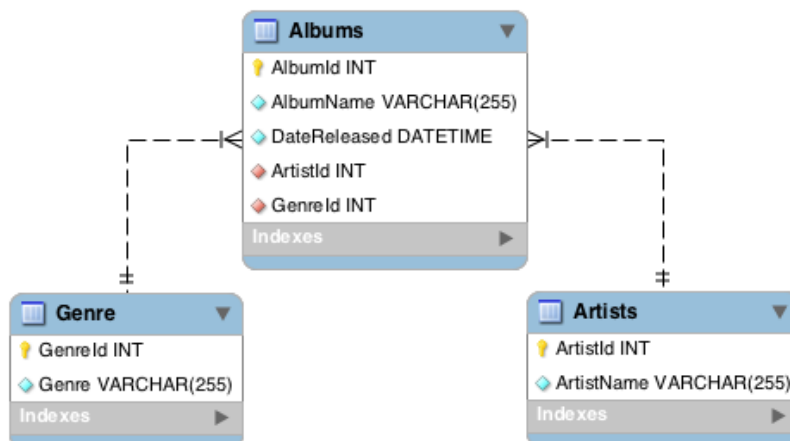 Albums
AlbumId INT
AlbumName VARCHAR(255)
DateReleased DATETIME
ArtistId INT
GenreId INT
Indexes
Genre
GenreId INT
Genre VARCHAR(255)
Indexes
Artists
ArtistId INT
ArtistName VARCHAR(255)
Indexes